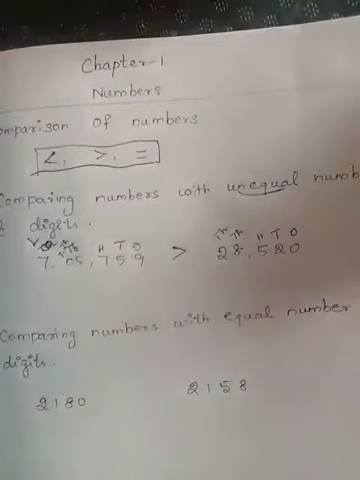 Chapter-1
Numbers
omparison of numbers
<, >, =
Comparing numbers with unequal numb
digits.
H T O
T Th Th H T O
7,05,759 > 28,520
Comparing numbers with equal number
digits.
2180 2158